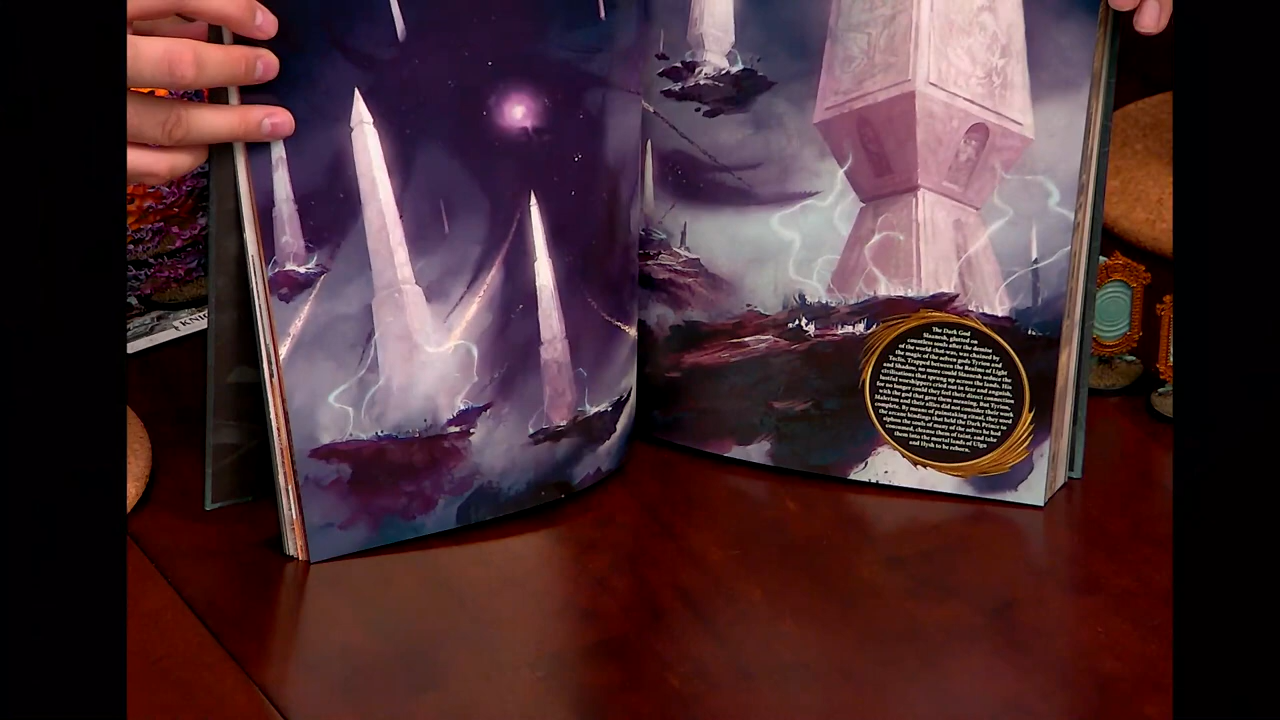 KNI
The Dark God
Slaanesh, glutted on
countless souls after the demise
of the world-that-was, was chained by
the magic of the aelven gods Tyrion and
Teclis. Trapped between the Realms of Light
and Shadow, no more could Slaanesh seduce the
civilisations that sprang up across the lands. His
lustful worshippers cried out in fear and anguish,
for no longer could they feel their direct connection
with the god that gave them meaning. But Tyrion,
Malerion and their allies did not consider their work
complete. By means of painstaking ritual, they used
the arcane bindings that held the Dark Prince to
siphon the souls of many of the aelves he had
consumed, cleanse them of taint, and take
them into the mortal lands of Ulgu
and Hysh to be reborn.